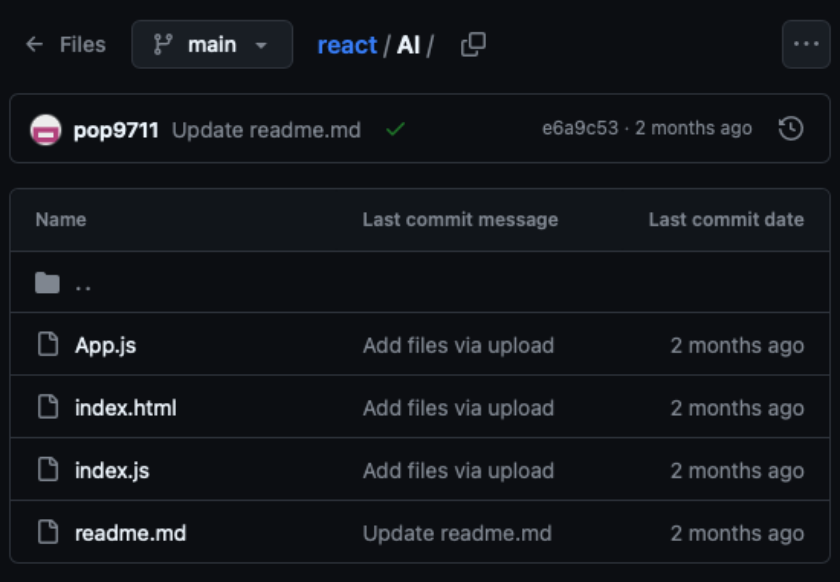 Files main react / AI /
pop9711 Update readme.md e6a9c53 · 2 months ago
Name Last commit message Last commit date
..
App.js Add files via upload 2 months ago
index.html Add files via upload 2 months ago
index.js Add files via upload 2 months ago
readme.md Update readme.md 2 months ago